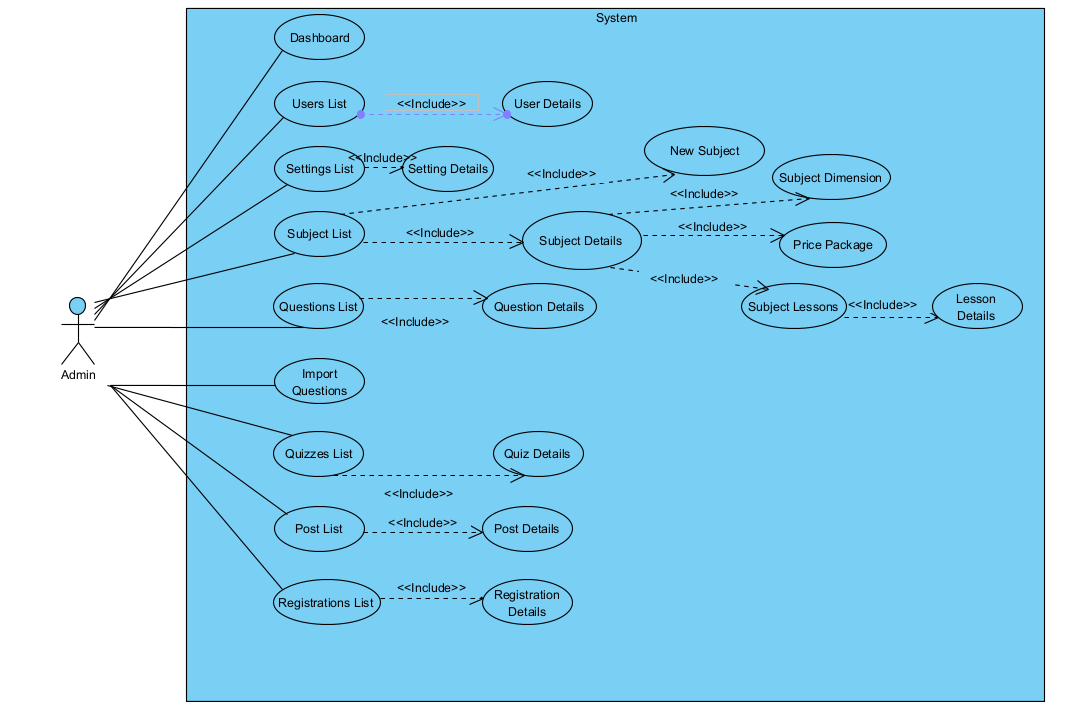 System
Dashboard
Users List
<<Include>>
User Details
New Subject
Settings List
<<Include>>
Setting Details
<<Include>>
Subject Dimension
<<Include>>
Subject List
<<Include>>
Subject Details
<<Include>>
Price Package
<<Include>>
Questions List
<<Include>>
Question Details
Subject Lessons
<<Include>>
Lesson
Details
Admin
Import
Questions
Quizzes List
Quiz Details
<<Include>>
Post List
<<Include>>
Post Details
Registrations List
<<Include>>
Registration
Details